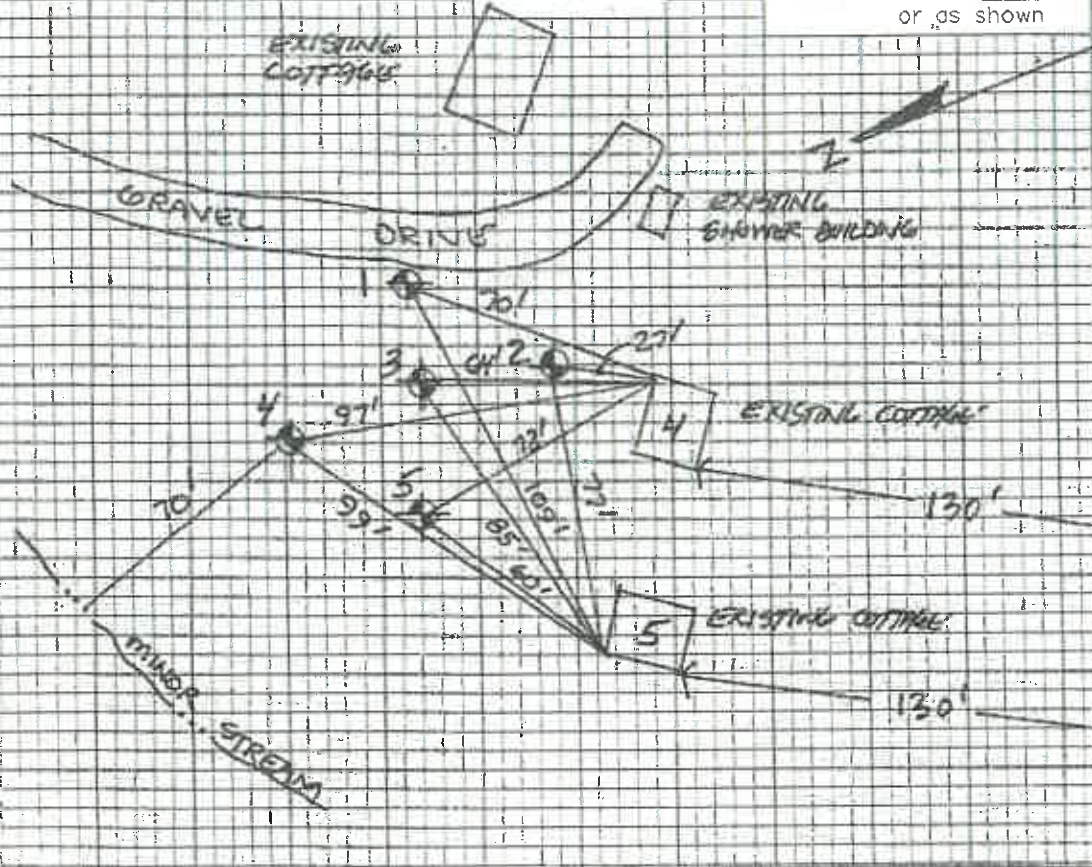 or as shown
EXISTING
COTTAGE
GRAVEL DRIVE
EXISTING
SHOWER BUILDING
1
70'
2
27'
3
64'
4
97'
4
EXISTING COTTAGE
72'
130'
70'
5
99'
109'
77'
85'
60'
5
EXISTING COTTAGE
130'
MINOR
STREAM